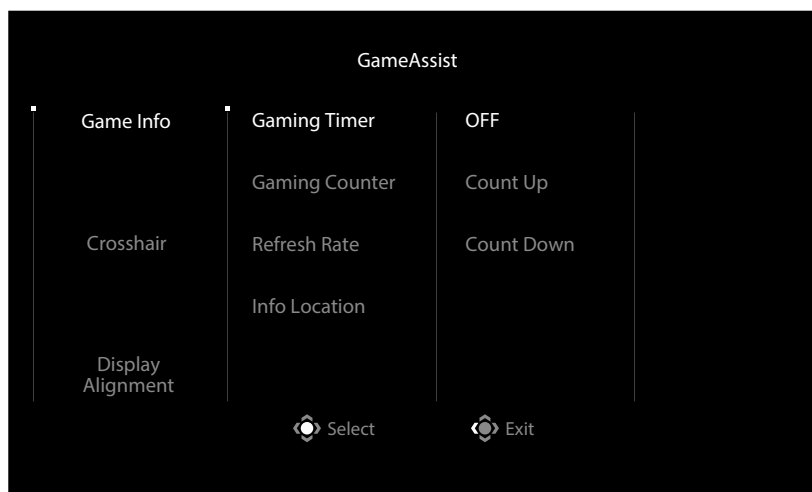 GameAssist
Game Info
Gaming Timer
OFF
Gaming Counter
Count Up
Crosshair
Refresh Rate
Count Down
Info Location
Display
Alignment
Select
Exit